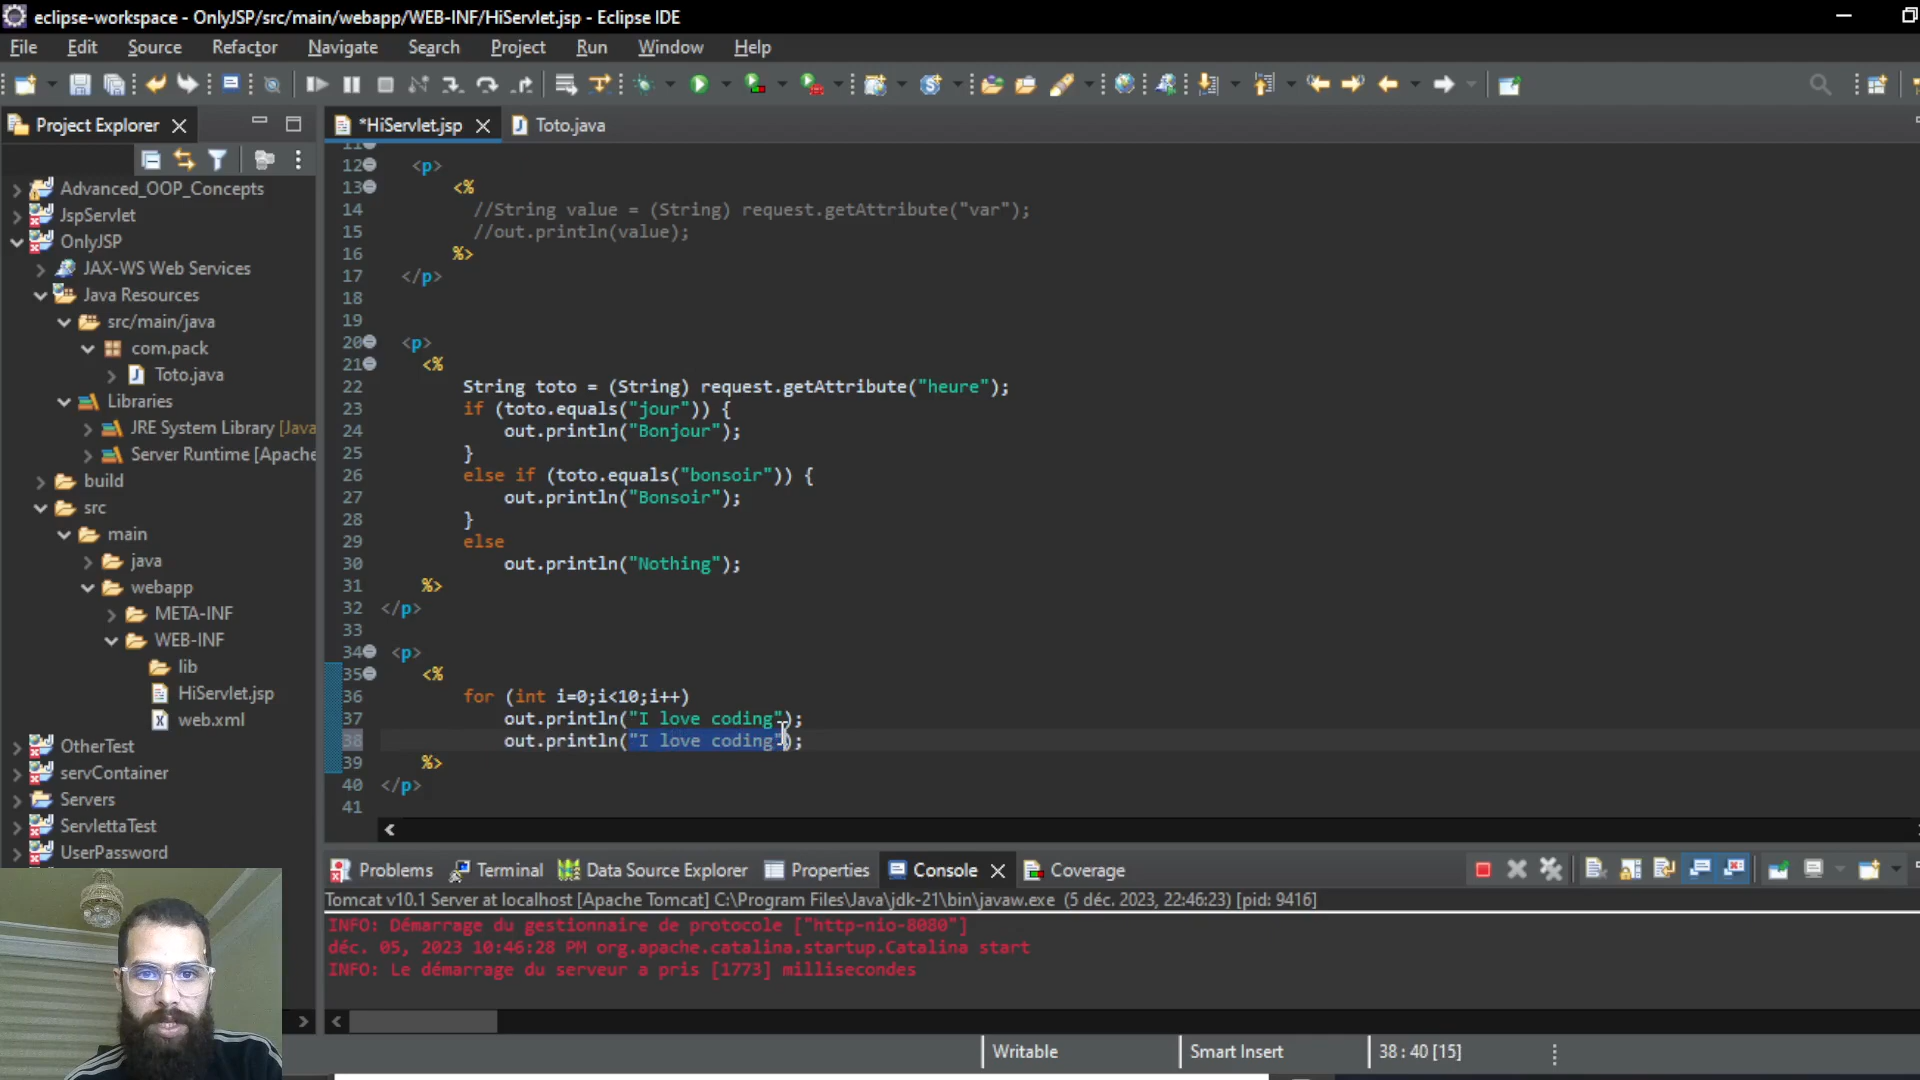 eclipse-workspace - OnlyJSP/src/main/webapp/WEB-INF/HiServlet.jsp - Eclipse IDE
File Edit Source Refactor Navigate Search Project Run Window Help
Project Explorer
*HiServlet.jsp Toto.java
Advanced_OOP_Concepts
JspServlet
OnlyJSP
JAX-WS Web Services
Java Resources
src/main/java
com.pack
Toto.java
Libraries
JRE System Library [Java
Server Runtime [Apache
build
src
main
java
webapp
META-INF
WEB-INF
lib
HiServlet.jsp
web.xml
OtherTest
servContainer
Servers
ServlettaTest
UserPassword
11
12 <p>
13 <%
14 //String value = (String) request.getAttribute("var");
15 //out.println(value);
16 %>
17 </p>
18
19
20 <p>
21 <%
22 String toto = (String) request.getAttribute("heure");
23 if (toto.equals("jour")) {
24 out.println("Bonjour");
25 }
26 else if (toto.equals("bonsoir")) {
27 out.println("Bonsoir");
28 }
29 else
30 out.println("Nothing");
31 %>
32 </p>
33
34 <p>
35 <%
36 for (int i=0;i<10;i++)
37 out.println("I love coding");
38 out.println("I love coding");
39 %>
40 </p>
41
Problems Terminal Data Source Explorer Properties Console Coverage
Tomcat v10.1 Server at localhost [Apache Tomcat] C:\Program Files\Java\jdk-21\bin\javaw.exe (5 déc. 2023, 22:46:23) [pid: 9416]
INFO: Démarrage du gestionnaire de protocole ["http-nio-8080"]
déc. 05, 2023 10:46:28 PM org.apache.catalina.startup.Catalina start
INFO: Le démarrage du serveur a pris [1773] millisecondes
Writable Smart Insert 38 : 40 [15]